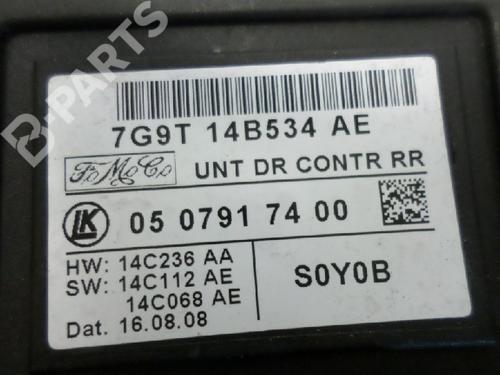 7G9T 14B534 AE
FoMoCo UNT DR CONTR RR
LK 05 0791 74 00
HW: 14C236 AA
SW: 14C112 AE
14C068 AE
Dat. 16.08.08
S0Y0B